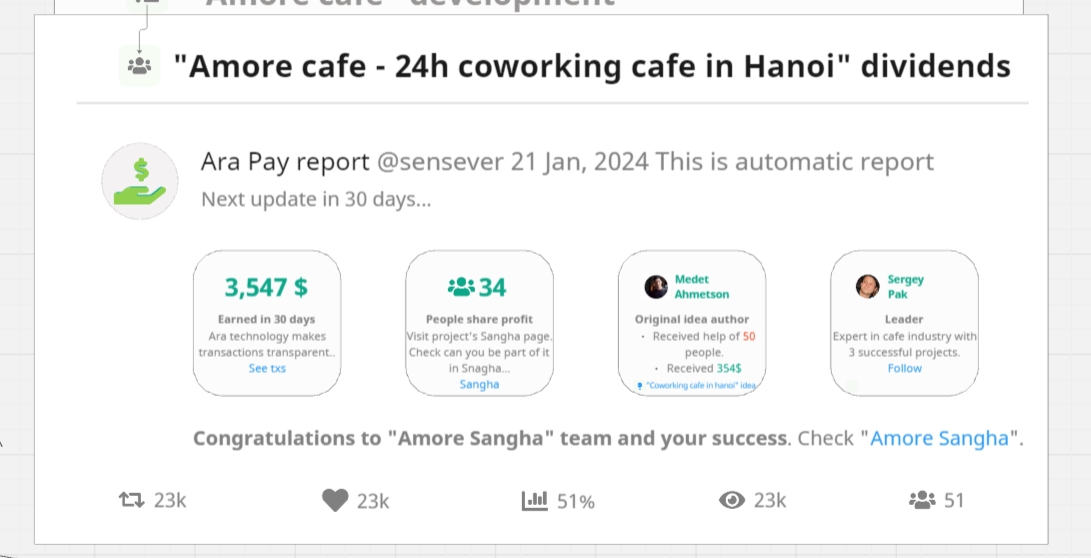 "Amore cafe" development
"Amore cafe - 24h coworking cafe in Hanoi" dividends
Ara Pay report @sensever 21 Jan, 2024 This is automatic report
Next update in 30 days...
3,547 $
Earned in 30 days
Ara technology makes
transactions transparent..
See txs
34
People share profit
Visit project's Sangha page.
Check can you be part of it
in Snagha...
Sangha
Medet
Ahmetson
Original idea author
• Received help of 50
people.
• Received 354$
"Coworking cafe in hanoi" idea
Sergey
Pak
Leader
Expert in cafe industry with
3 successful projects.
Follow
Congratulations to "Amore Sangha" team and your success. Check "Amore Sangha".
23k
23k
51%
23k
51